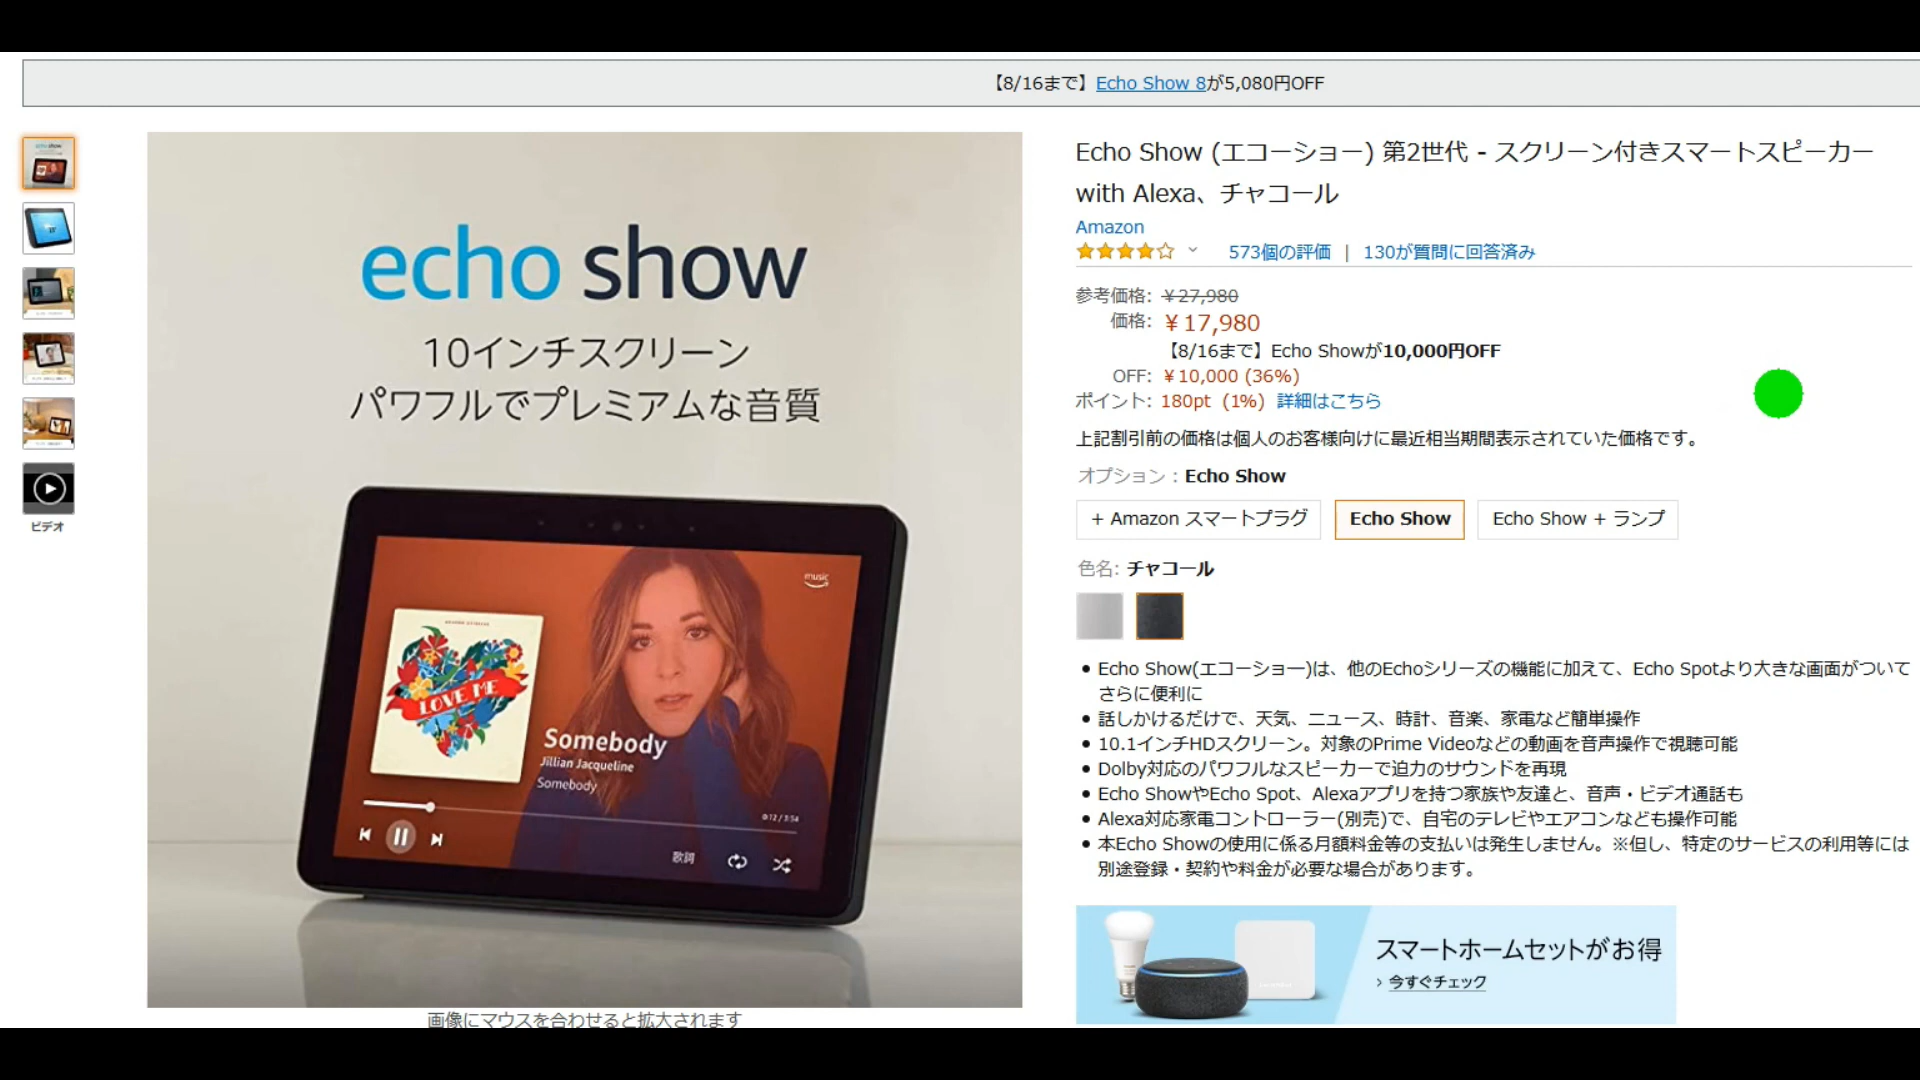 【8/16まで】Echo Show 8が5,080円OFF
echo show
10インチスクリーン
パワフルでプレミアムな音質
music
LOVE ME
Somebody
Jillian Jacqueline
Somebody
0:12 / 3:54
歌詞
画像にマウスを合わせると拡大されます
ビデオ
Echo Show (エコーショー) 第2世代 - スクリーン付きスマートスピーカー
with Alexa、チャコール
Amazon
573個の評価 | 130が質問に回答済み
参考価格: ￥27,980
価格: ￥17,980
【8/16まで】Echo Showが10,000円OFF
OFF: ￥10,000 (36%)
ポイント: 180pt (1%) 詳細はこちら
上記割引前の価格は個人のお客様向けに最近相当期間表示されていた価格です。
オプション : Echo Show
+ Amazon スマートプラグ
Echo Show
Echo Show + ランプ
色名: チャコール
● Echo Show(エコーショー)は、他のEchoシリーズの機能に加えて、Echo Spotより大きな画面がついて
さらに便利に
● 話しかけるだけで、天気、ニュース、時計、音楽、家電など簡単操作
● 10.1インチHDスクリーン。対象のPrime Videoなどの動画を音声操作で視聴可能
● Dolby対応のパワフルなスピーカーで迫力のサウンドを再現
● Echo ShowやEcho Spot、Alexaアプリを持つ家族や友達と、音声・ビデオ通話も
● Alexa対応家電コントローラー(別売)で、自宅のテレビやエアコンなども操作可能
● 本Echo Showの使用に係る月額料金等の支払いは発生しません。※但し、特定のサービスの利用等には
別途登録・契約や料金が必要な場合があります。
スマートホームセットがお得
› 今すぐチェック